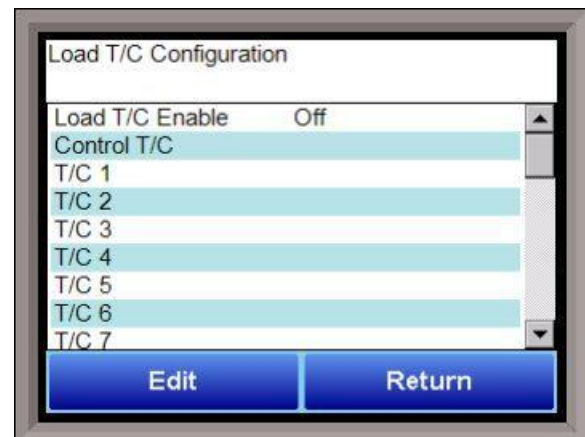 Load T/C Configuration
Load T/C Enable Off
Control T/C
T/C 1
T/C 2
T/C 3
T/C 4
T/C 5
T/C 6
T/C 7
Edit Return